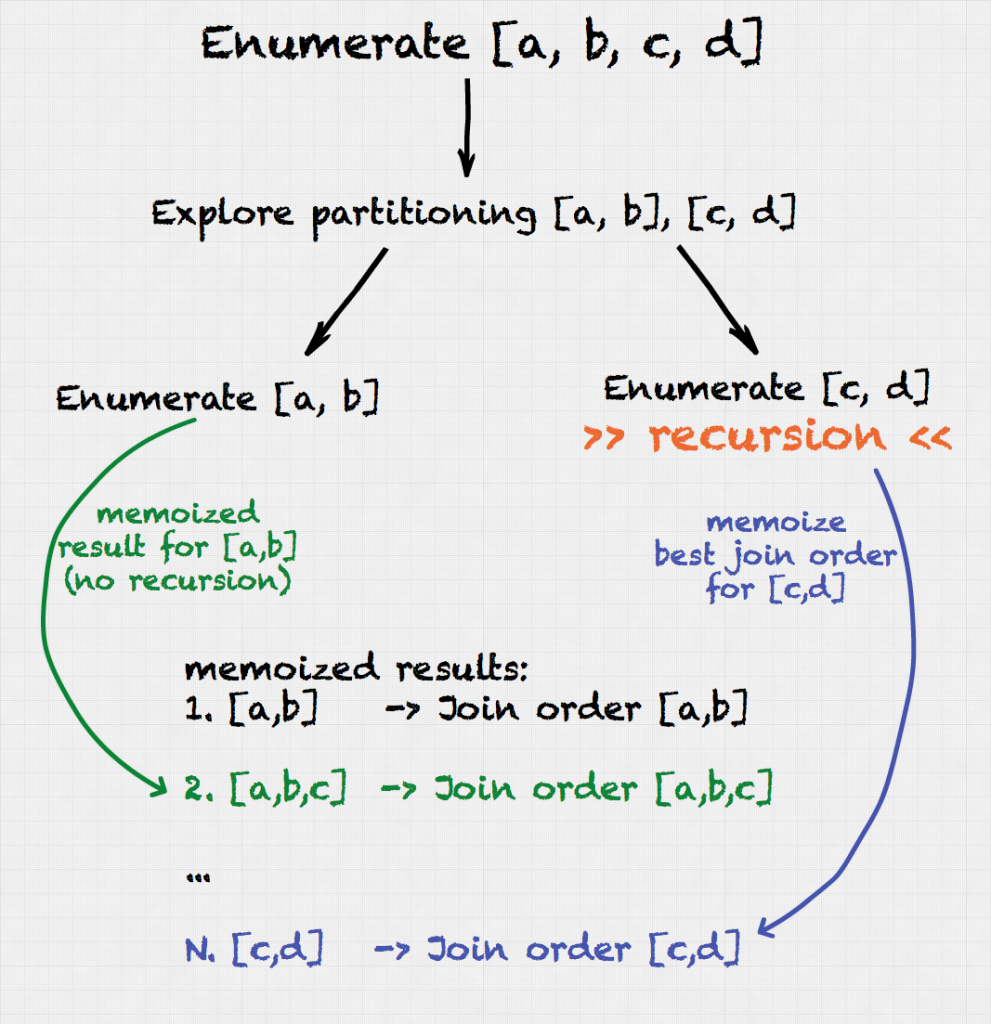 Enumerate [a, b, c, d]
Explore partitioning [a, b], [c, d]
Enumerate [a, b]
Enumerate [c, d]
>> recursion <<
memoized
result for [a,b]
(no recursion)
memoize
best join order
for [c,d]
memoized results:
1. [a,b] -> Join order [a,b]
2. [a,b,c] -> Join order [a,b,c]
...
N. [c,d] -> Join order [c,d]